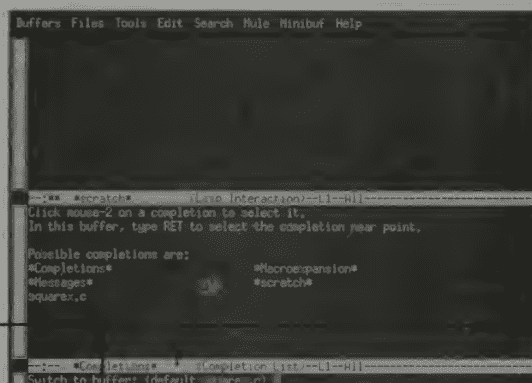 Buffers Files Tools Edit Search Mule Minibuf Help
--:** *scratch* (Lisp Interaction)--L1--All
Click mouse-2 on a completion to select it.
In this buffer, type RET to select the completion near point.
Possible completions are:
*Completions* *Macroexpansion*
*Messages* *scratch*
squarex.c
--:-- *Completions* (Completion List)--L1--All
Switch to buffer: (default